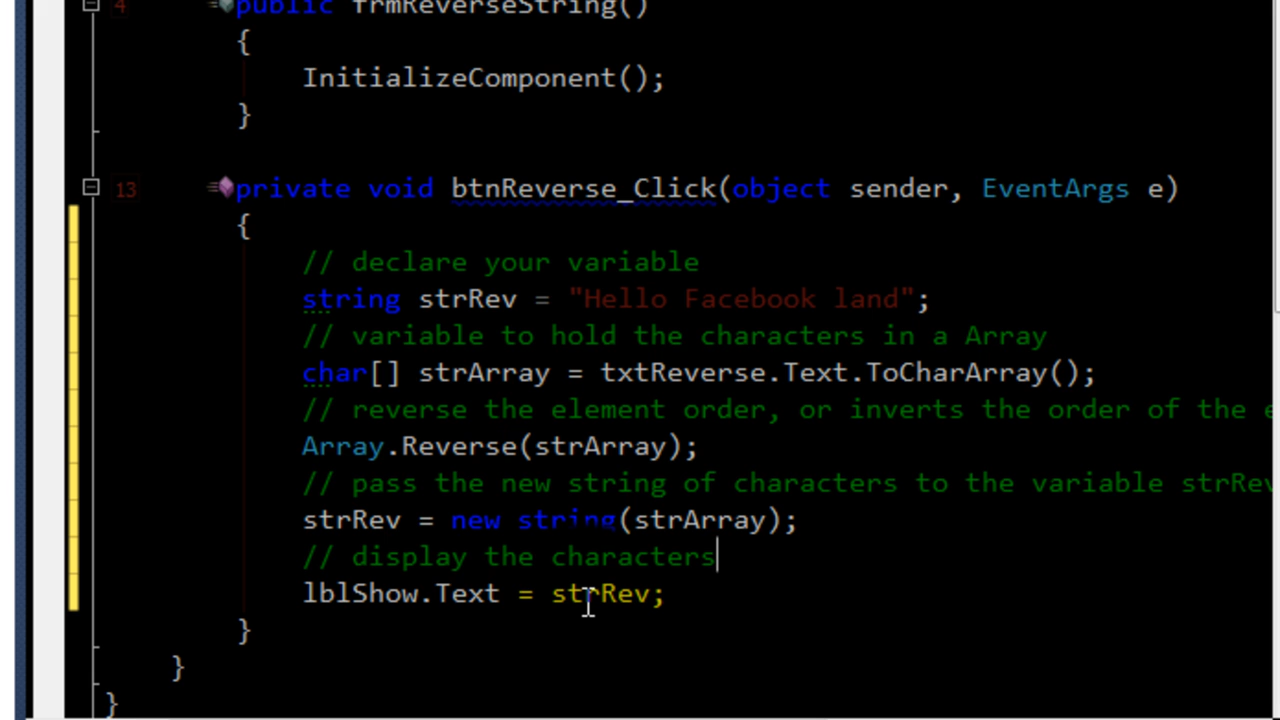 4 public frmReverseString()
{
InitializeComponent();
}
13 private void btnReverse_Click(object sender, EventArgs e)
{
// declare your variable
string strRev = "Hello Facebook land";
// variable to hold the characters in a Array
char[] strArray = txtReverse.Text.ToCharArray();
// reverse the element order, or inverts the order of the
Array.Reverse(strArray);
// pass the new string of characters to the variable strRev
strRev = new string(strArray);
// display the characters
lblShow.Text = strRev;
}
}
}